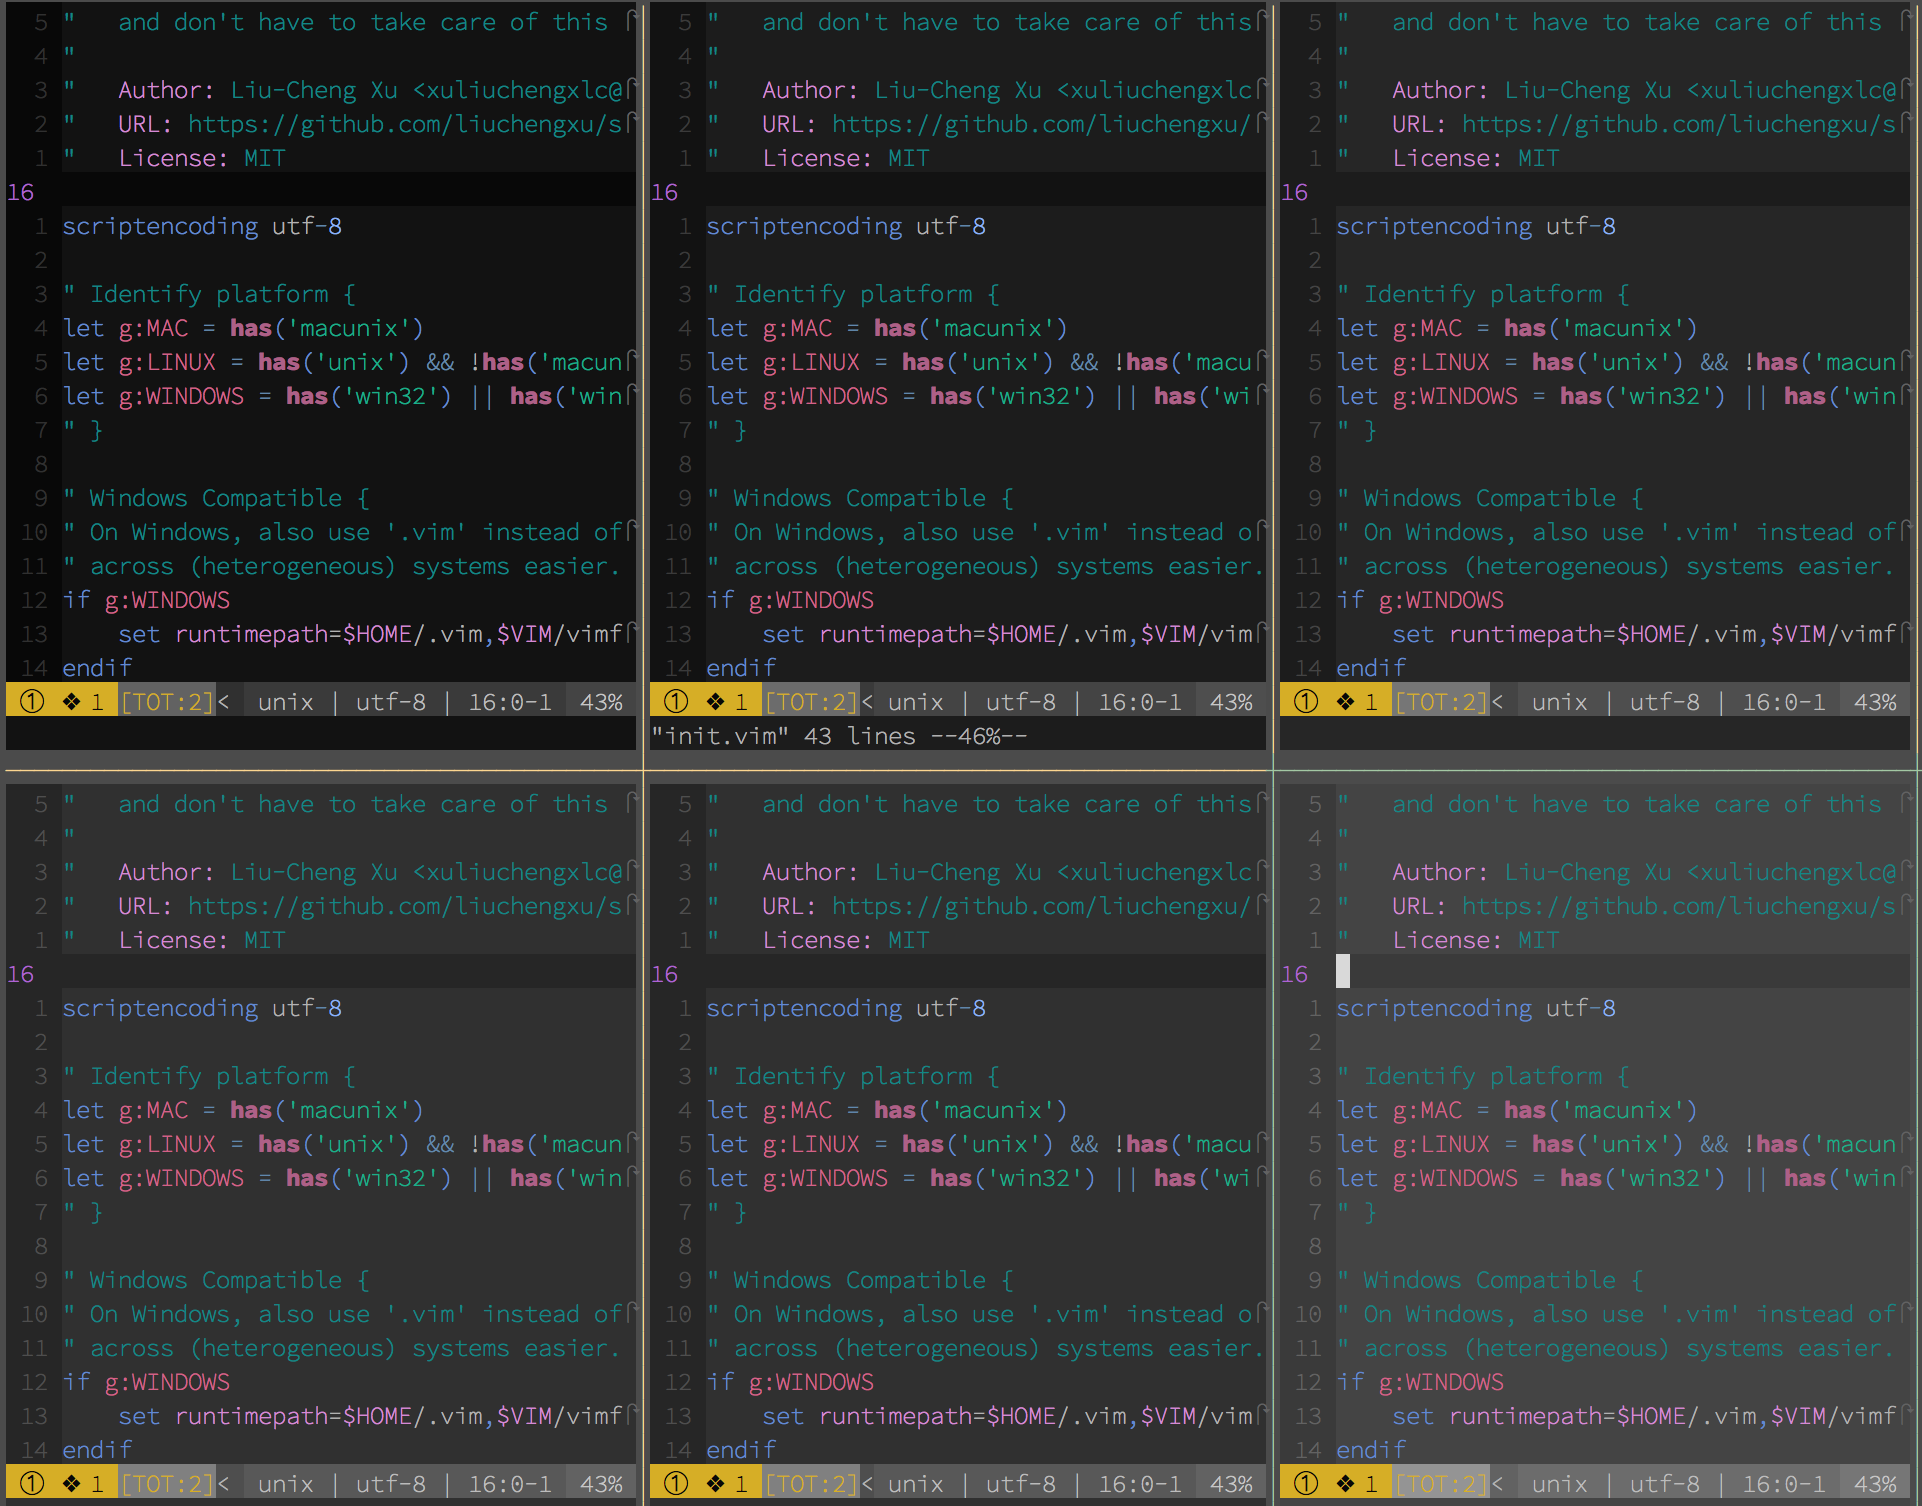 5 "   and don't have to take care of this
4 "
3 "   Author: Liu-Cheng Xu <xuliuchengxlc@
2 "   URL: https://github.com/liuchengxu/s
1 "   License: MIT
16
1 scriptencoding utf-8
2
3 " Identify platform {
4 let g:MAC = has('macunix')
5 let g:LINUX = has('unix') && !has('macun
6 let g:WINDOWS = has('win32') || has('win
7 " }
8
9 " Windows Compatible {
10 " On Windows, also use '.vim' instead of
11 " across (heterogeneous) systems easier.
12 if g:WINDOWS
13     set runtimepath=$HOME/.vim,$VIM/vimf
14 endif
① ❖ 1 [TOT:2]< unix | utf-8 | 16:0-1 43%
5 "   and don't have to take care of this
4 "
3 "   Author: Liu-Cheng Xu <xuliuchengxlc
2 "   URL: https://github.com/liuchengxu/
1 "   License: MIT
16
1 scriptencoding utf-8
2
3 " Identify platform {
4 let g:MAC = has('macunix')
5 let g:LINUX = has('unix') && !has('macu
6 let g:WINDOWS = has('win32') || has('wi
7 " }
8
9 " Windows Compatible {
10 " On Windows, also use '.vim' instead o
11 " across (heterogeneous) systems easier.
12 if g:WINDOWS
13     set runtimepath=$HOME/.vim,$VIM/vim
14 endif
① ❖ 1 [TOT:2]< unix | utf-8 | 16:0-1 43%
"init.vim" 43 lines --46%--
5 "   and don't have to take care of this
4 "
3 "   Author: Liu-Cheng Xu <xuliuchengxlc@
2 "   URL: https://github.com/liuchengxu/s
1 "   License: MIT
16
1 scriptencoding utf-8
2
3 " Identify platform {
4 let g:MAC = has('macunix')
5 let g:LINUX = has('unix') && !has('macun
6 let g:WINDOWS = has('win32') || has('win
7 " }
8
9 " Windows Compatible {
10 " On Windows, also use '.vim' instead of
11 " across (heterogeneous) systems easier.
12 if g:WINDOWS
13     set runtimepath=$HOME/.vim,$VIM/vimf
14 endif
① ❖ 1 [TOT:2]< unix | utf-8 | 16:0-1 43%
5 "   and don't have to take care of this
4 "
3 "   Author: Liu-Cheng Xu <xuliuchengxlc@
2 "   URL: https://github.com/liuchengxu/s
1 "   License: MIT
16
1 scriptencoding utf-8
2
3 " Identify platform {
4 let g:MAC = has('macunix')
5 let g:LINUX = has('unix') && !has('macun
6 let g:WINDOWS = has('win32') || has('win
7 " }
8
9 " Windows Compatible {
10 " On Windows, also use '.vim' instead of
11 " across (heterogeneous) systems easier.
12 if g:WINDOWS
13     set runtimepath=$HOME/.vim,$VIM/vimf
14 endif
① ❖ 1 [TOT:2]< unix | utf-8 | 16:0-1 43%
5 "   and don't have to take care of this
4 "
3 "   Author: Liu-Cheng Xu <xuliuchengxlc
2 "   URL: https://github.com/liuchengxu/
1 "   License: MIT
16
1 scriptencoding utf-8
2
3 " Identify platform {
4 let g:MAC = has('macunix')
5 let g:LINUX = has('unix') && !has('macu
6 let g:WINDOWS = has('win32') || has('wi
7 " }
8
9 " Windows Compatible {
10 " On Windows, also use '.vim' instead o
11 " across (heterogeneous) systems easier.
12 if g:WINDOWS
13     set runtimepath=$HOME/.vim,$VIM/vim
14 endif
① ❖ 1 [TOT:2]< unix | utf-8 | 16:0-1 43%
5 "   and don't have to take care of this
4 "
3 "   Author: Liu-Cheng Xu <xuliuchengxlc@
2 "   URL: https://github.com/liuchengxu/s
1 "   License: MIT
16
1 scriptencoding utf-8
2
3 " Identify platform {
4 let g:MAC = has('macunix')
5 let g:LINUX = has('unix') && !has('macun
6 let g:WINDOWS = has('win32') || has('win
7 " }
8
9 " Windows Compatible {
10 " On Windows, also use '.vim' instead of
11 " across (heterogeneous) systems easier.
12 if g:WINDOWS
13     set runtimepath=$HOME/.vim,$VIM/vimf
14 endif
① ❖ 1 [TOT:2]< unix | utf-8 | 16:0-1 43%